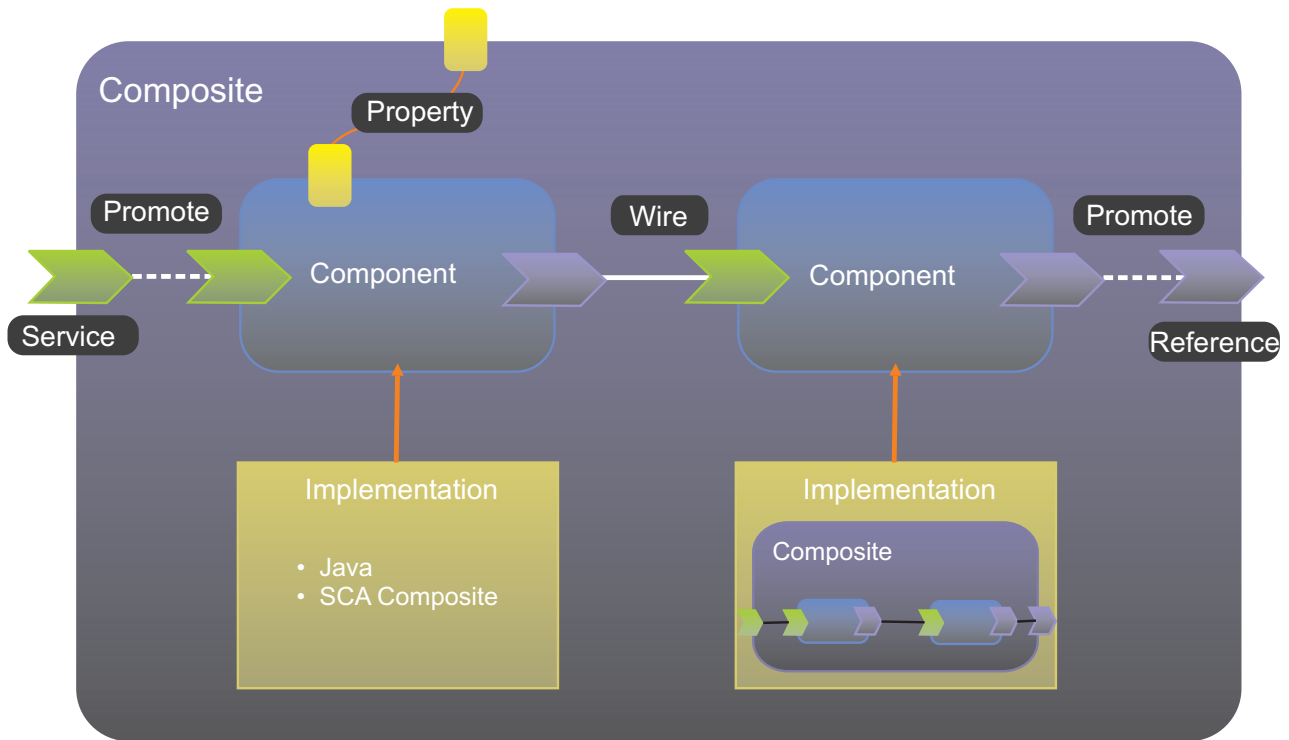 Composite
Property
Promote
Wire
Promote
Component
Component
Service
Reference
Implementation
• Java
• SCA Composite
Implementation
Composite